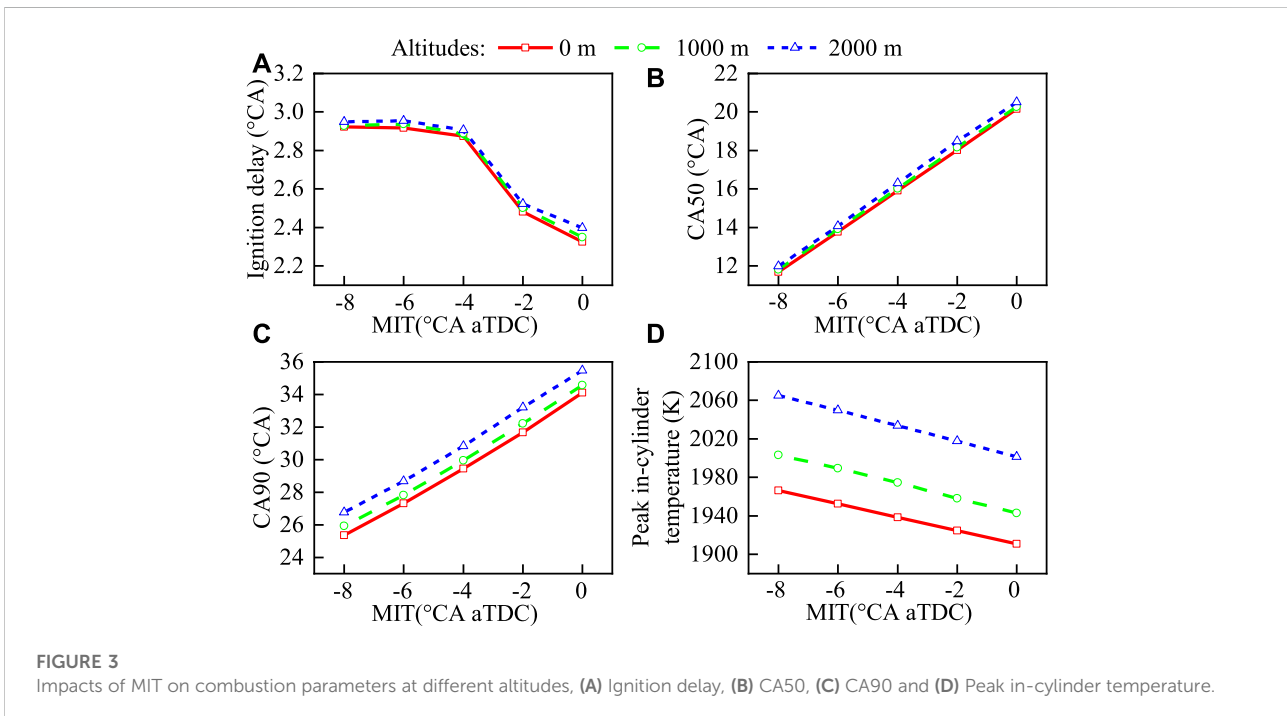 Altitudes: 0 m 1000 m 2000 m
A
Ignition delay (°CA)
3.2
3.0
2.8
2.6
2.4
2.2
-8 -6 -4 -2 0
MIT(°CA aTDC)
B
CA50 (°CA)
22
20
18
16
14
12
-8 -6 -4 -2 0
MIT(°CA aTDC)
C
CA90 (°CA)
36
34
32
30
28
26
24
-8 -6 -4 -2 0
MIT(°CA aTDC)
D
Peak in-cylinder
temperature (K)
2100
2060
2020
1980
1940
1900
-8 -6 -4 -2 0
MIT(°CA aTDC)
FIGURE 3
Impacts of MIT on combustion parameters at different altitudes, (A) Ignition delay, (B) CA50, (C) CA90 and (D) Peak in-cylinder temperature.